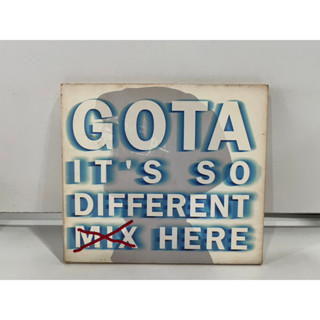 GOTA
IT'S SO
DIFFERENT
MIX HERE